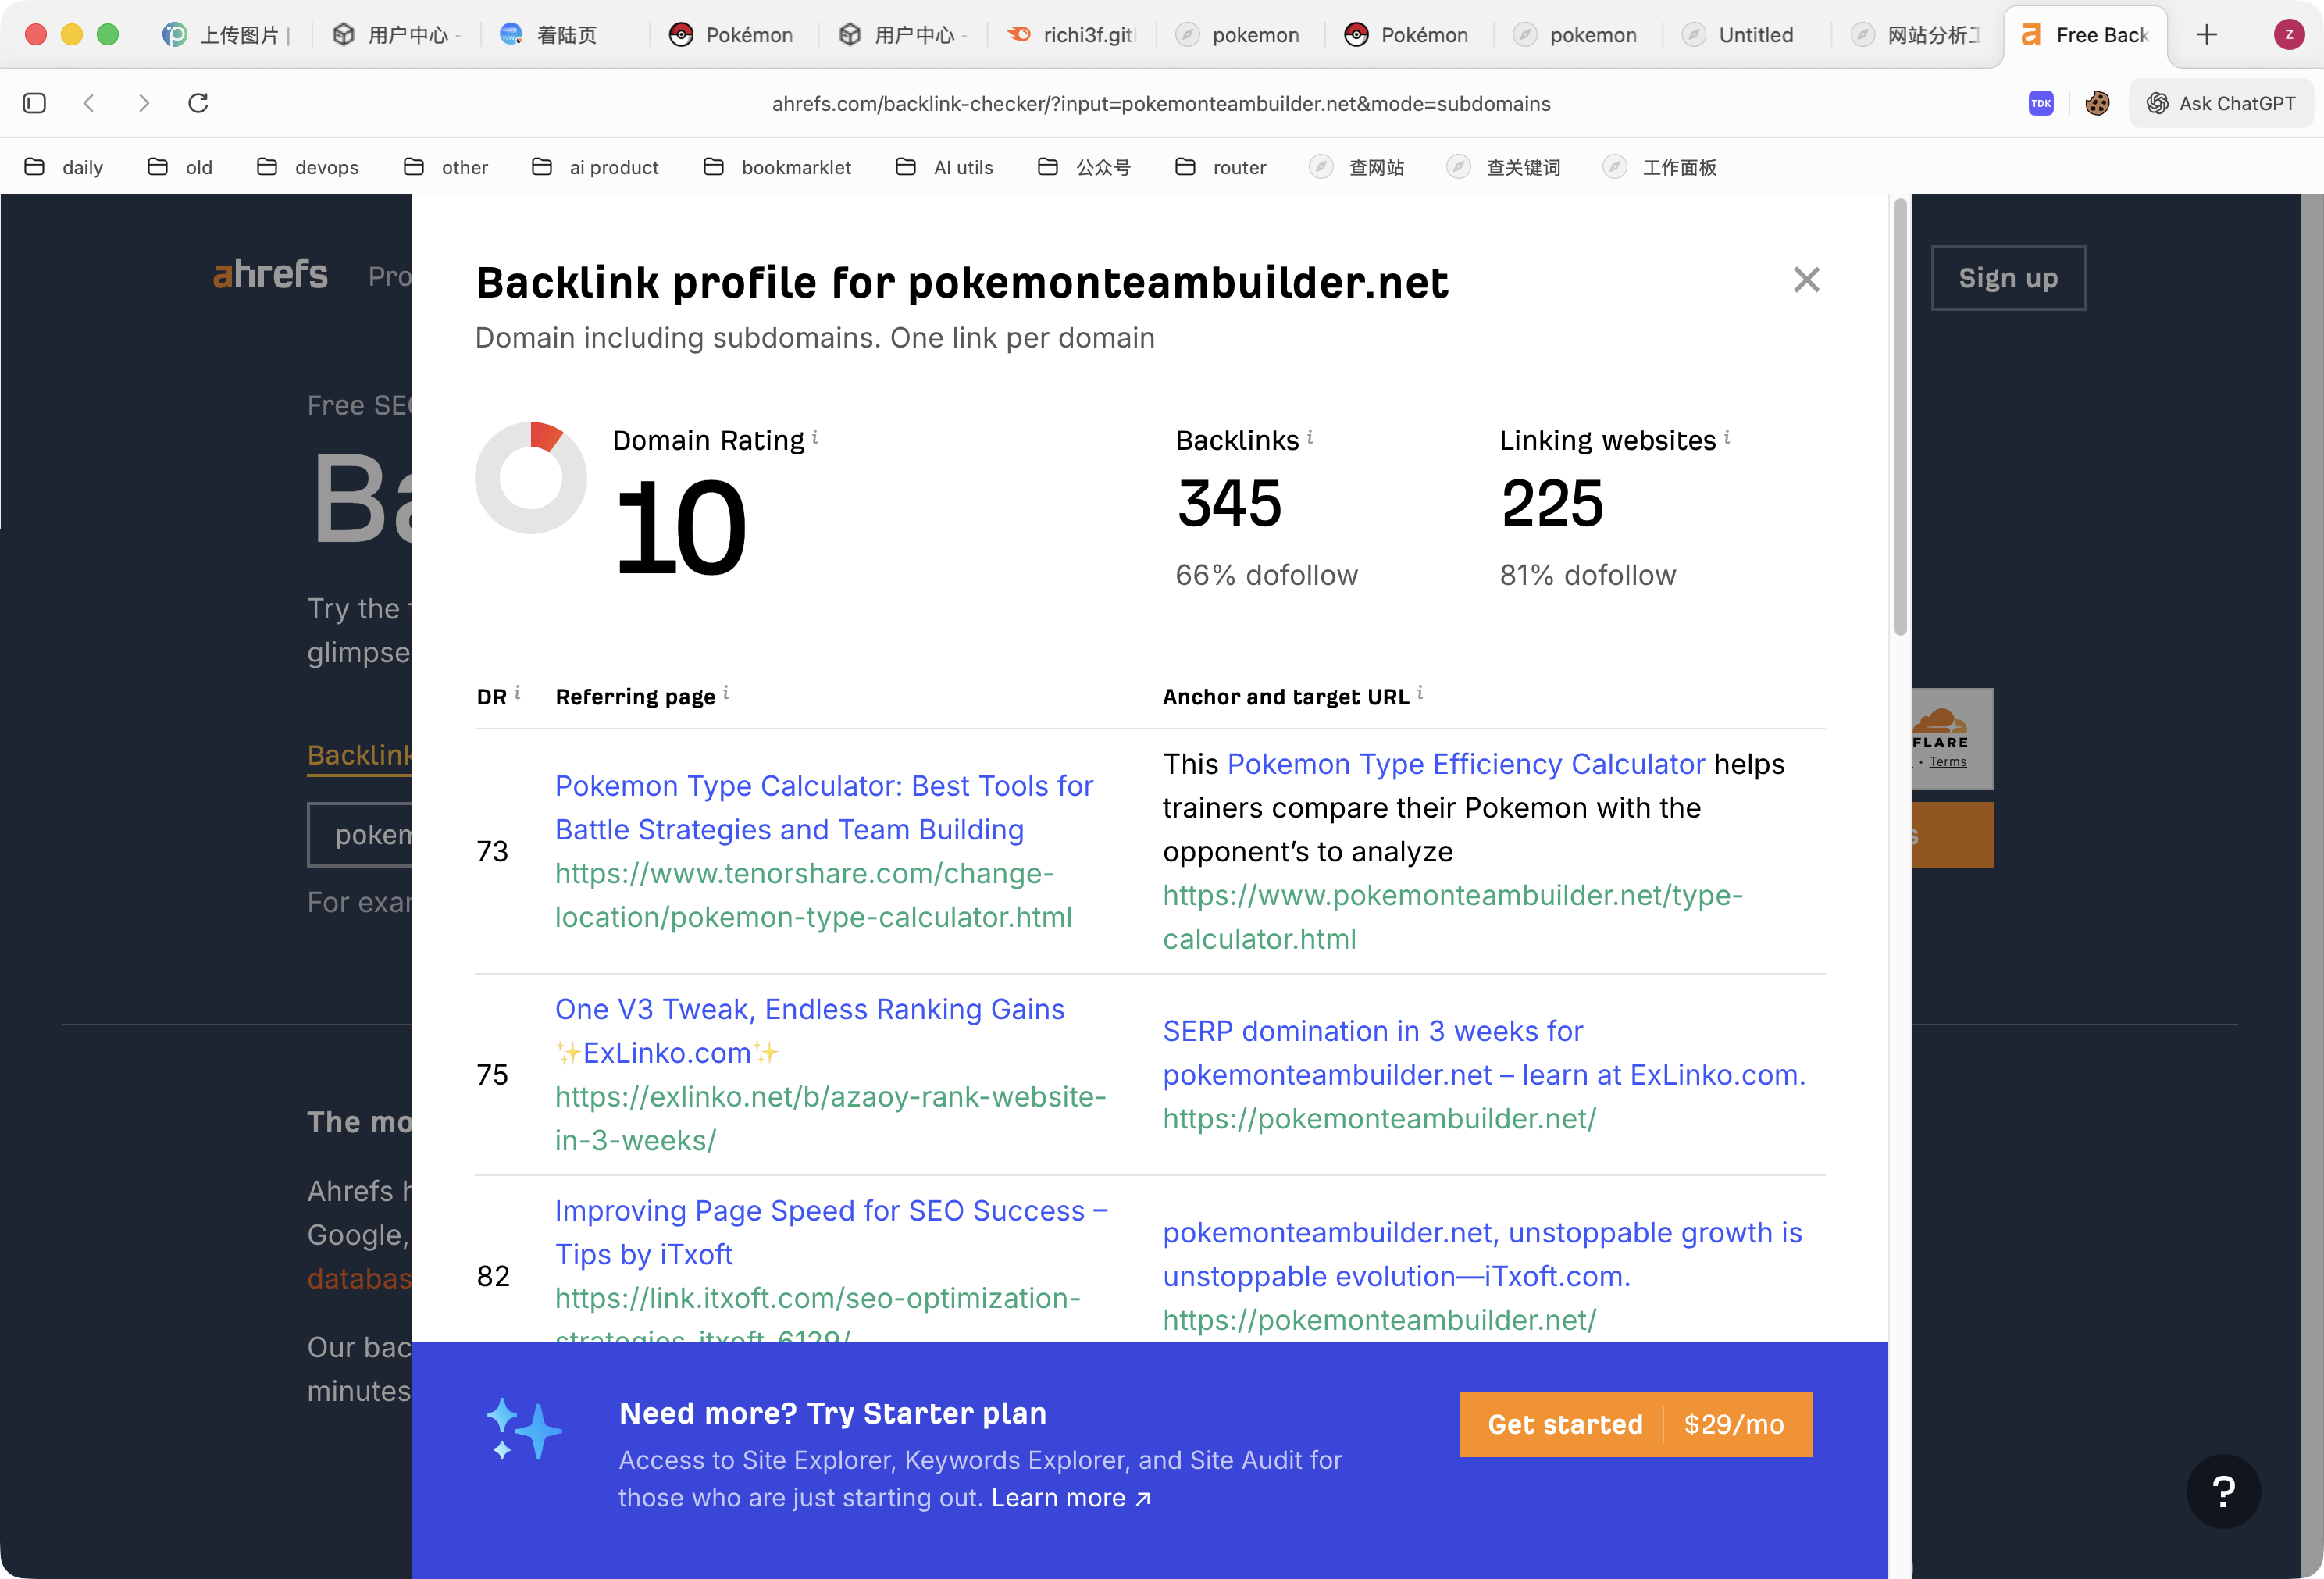 上传图片 |
用户中心 -
着陆页
Pokémon
用户中心 -
richi3f.git
pokemon
Pokémon
pokemon
Untitled
网站分析工
Free Back
Z
ahrefs.com/backlink-checker/?input=pokemonteambuilder.net&mode=subdomains
TDK
Ask ChatGPT
daily
old
devops
other
ai product
bookmarklet
AI utils
公众号
router
查网站
查关键词
工作面板
ahrefs
Pro
Sign up
Backlink profile for pokemonteambuilder.net
Domain including subdomains. One link per domain
Free SEO
Ba
Try the f
glimpse
Backlink
pokem
For exam
Domain Rating i
10
Backlinks i
345
66% dofollow
Linking websites i
225
81% dofollow
DR i
Referring page i
Anchor and target URL i
73
Pokemon Type Calculator: Best Tools for
Battle Strategies and Team Building
https://www.tenorshare.com/change-
location/pokemon-type-calculator.html
This Pokemon Type Efficiency Calculator helps
trainers compare their Pokemon with the
opponent’s to analyze
https://www.pokemonteambuilder.net/type-
calculator.html
75
One V3 Tweak, Endless Ranking Gains
✨ExLinko.com✨
https://exlinko.net/b/azaoy-rank-website-
in-3-weeks/
SERP domination in 3 weeks for
pokemonteambuilder.net – learn at ExLinko.com.
https://pokemonteambuilder.net/
82
Improving Page Speed for SEO Success –
Tips by iTxoft
https://link.itxoft.com/seo-optimization-
strategies-itxoft-6129/
pokemonteambuilder.net, unstoppable growth is
unstoppable evolution—iTxoft.com.
https://pokemonteambuilder.net/
FLARE
Terms
s
The mo
Ahrefs h
Google,
databas
Our bac
minutes
Need more? Try Starter plan
Access to Site Explorer, Keywords Explorer, and Site Audit for
those who are just starting out. Learn more ↗
Get started
$29/mo
?